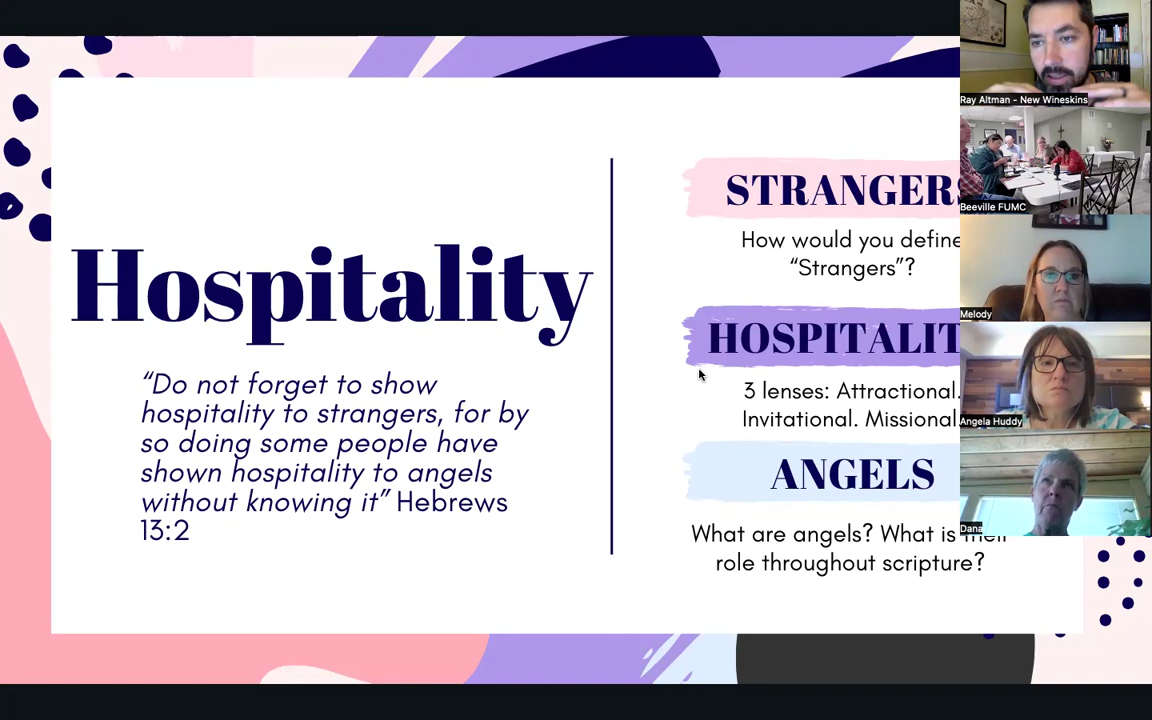 Hospitality
“Do not forget to show
hospitality to strangers, for by
so doing some people have
shown hospitality to angels
without knowing it” Hebrews
13:2
STRANGERS
How would you define
“Strangers”?
HOSPITALIT
3 lenses: Attractional.
Invitational. Missional
ANGELS
What are angels? What is their
role throughout scripture?
Ray Altman - New Wineskins
Beeville FUMC
Melody
Angela Huddy
Dana